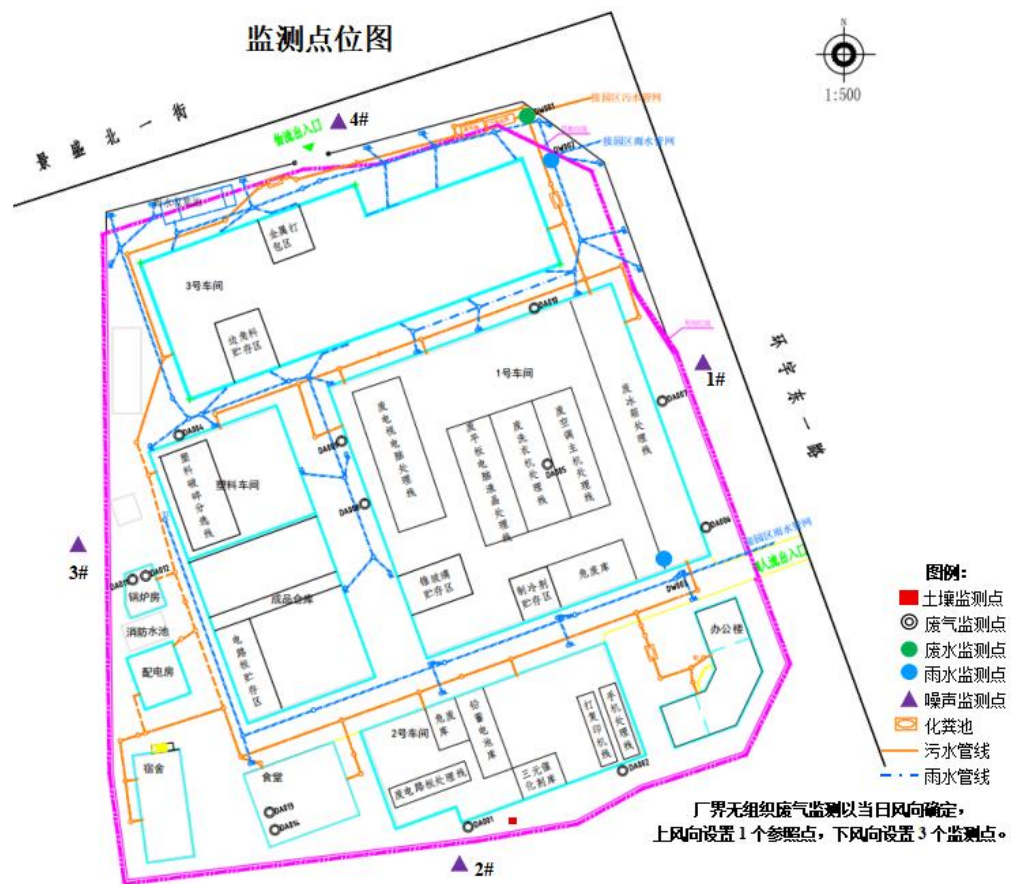 监测点位图
N
1:500
景盛北一街
物流出入口
4#
DW001
接园区污水管网
接园区雨水管网
金属打包区
3号车间
边废料贮存区
DA010
1号车间
1#
环宇东一路
DA007
废冰箱处理线
废空调主机处理线
废洗衣机处理线
废平板电脑液晶处理线
DA005
废电视电脑处理线
DA004
塑料破碎分选线
塑料车间
DA006
接园区雨水管网
人流出入口
3#
DA012
锅炉房
消防水池
配电房
成品仓库
电路板贮存区
锥玻璃贮存区
制冷剂贮存区
危废库
办公楼
2号车间
危废库
铅蓄电池库
打复印机线
手机处理线
废电路板处理线
三元催化剂库
DA002
宿舍
食堂
DA013
DA014
DA001
2#
图例：
土壤监测点
废气监测点
废水监测点
雨水监测点
噪声监测点
化粪池
污水管线
雨水管线
厂界无组织废气监测以当日风向确定，
上风向设置1个参照点，下风向设置3个监测点。